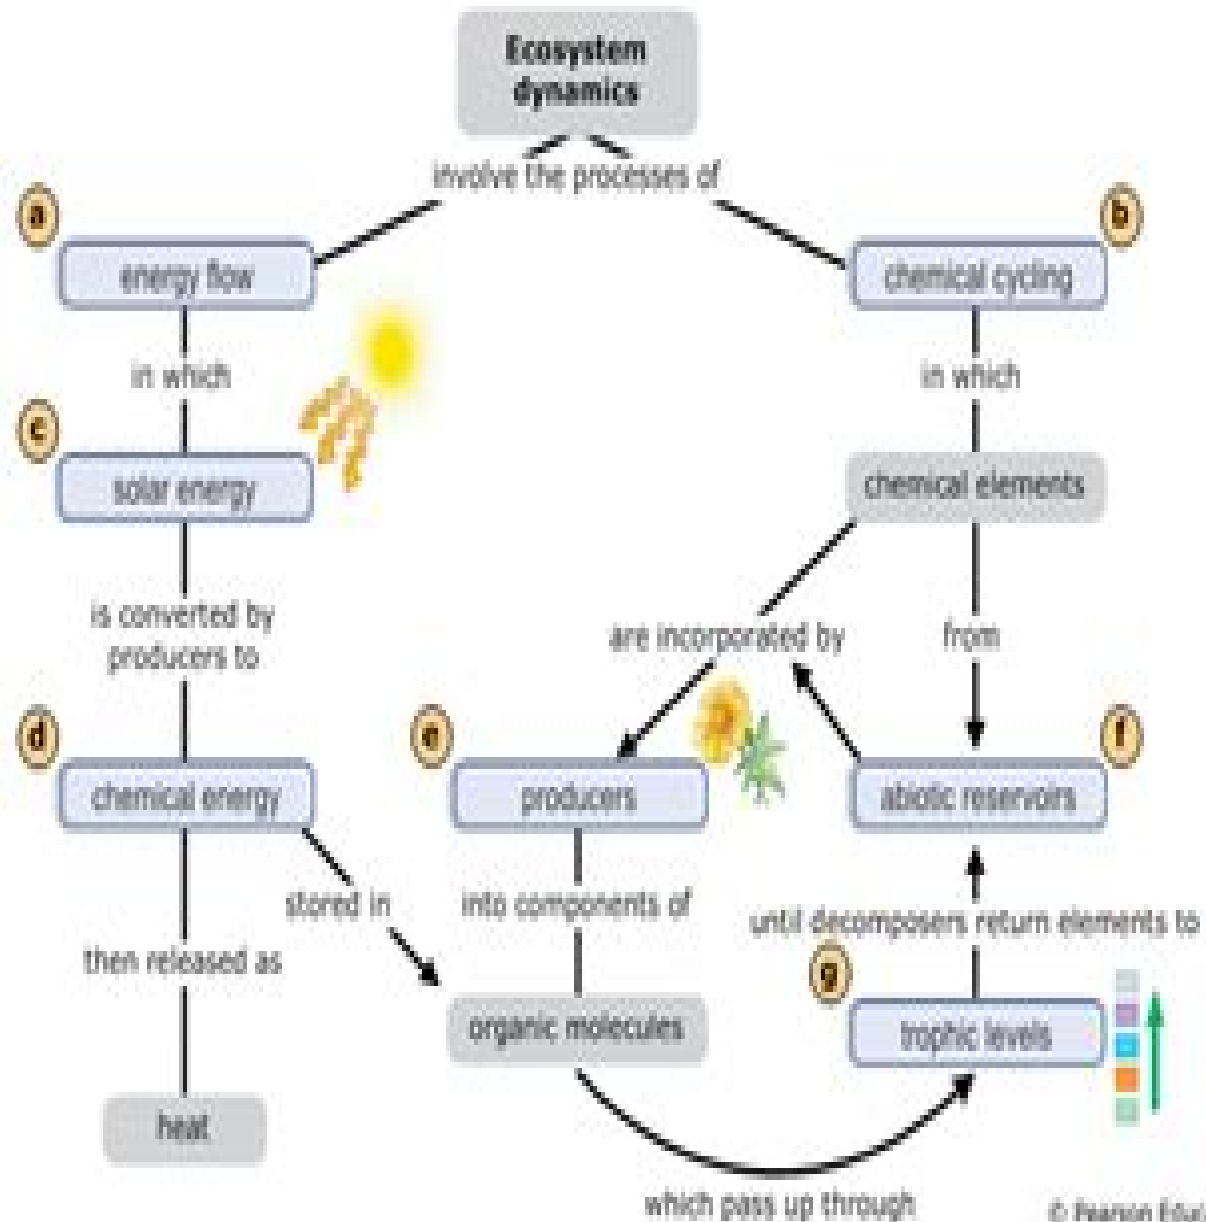 Ecosystem
dynamics
involve the processes of
a
energy flow
b
chemical cycling
in which
in which
c
solar energy
chemical elements
is converted by
producers to
are incorporated by
from
d
chemical energy
e
producers
f
abiotic reservoirs
stored in
into components of
until decomposers return elements to
then released as
g
organic molecules
trophic levels
heat
which pass up through
© Pearson Educ